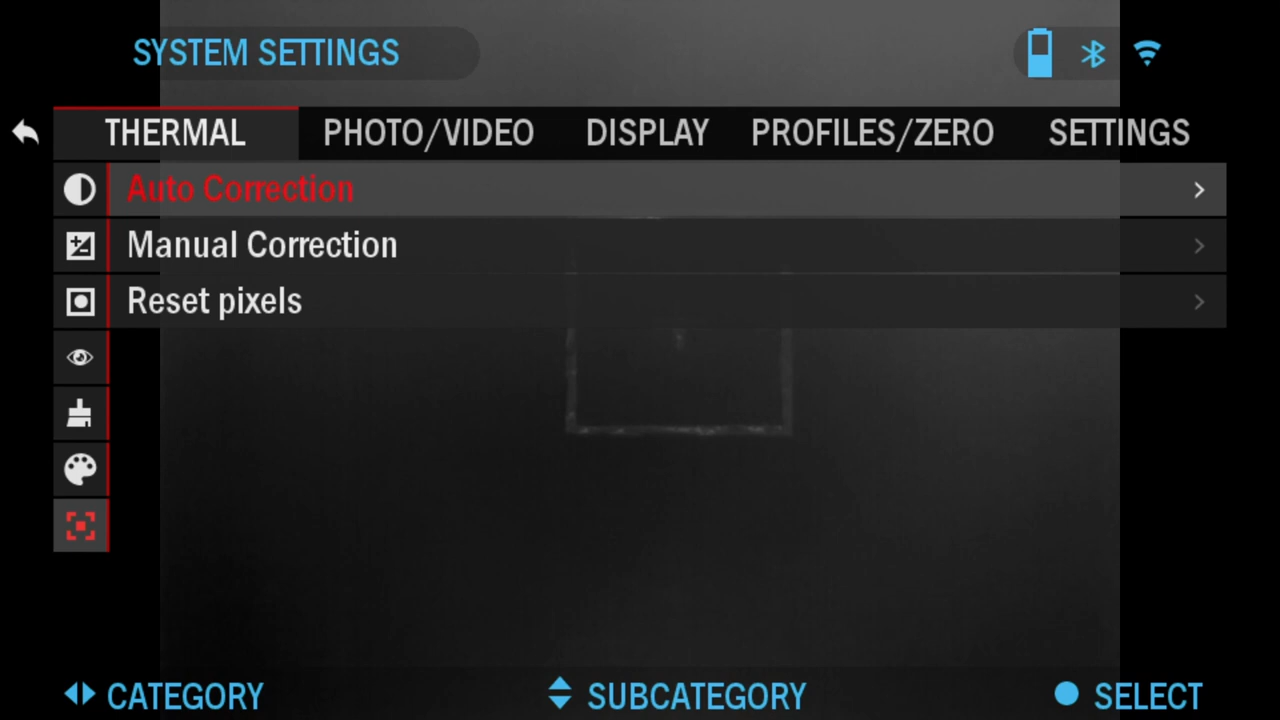 SYSTEM SETTINGS
THERMAL PHOTO/VIDEO DISPLAY PROFILES/ZERO SETTINGS
Auto Correction
Manual Correction
Reset pixels
CATEGORY SUBCATEGORY SELECT